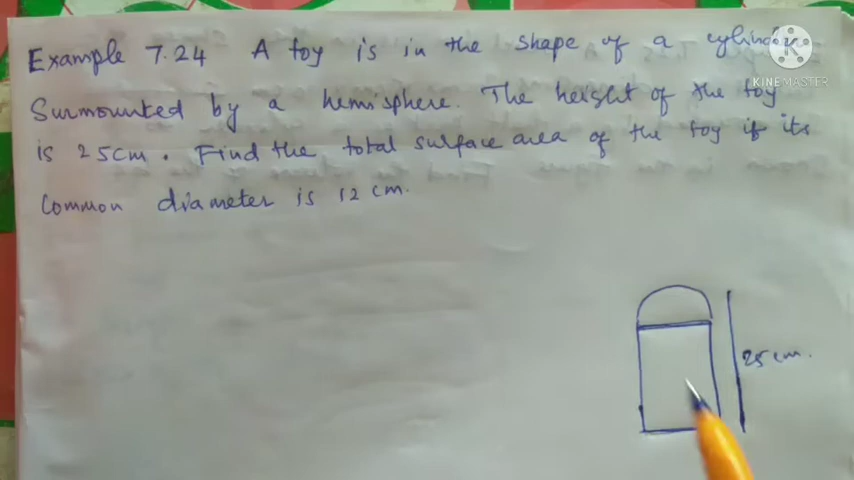 Example 7.24 A toy is in the shape of a cylinder
Surmounted by a hemisphere. The height of the toy
is 25cm. Find the total surface area of the toy if its
Common diameter is 12 cm.
25cm.
K
KINEMASTER